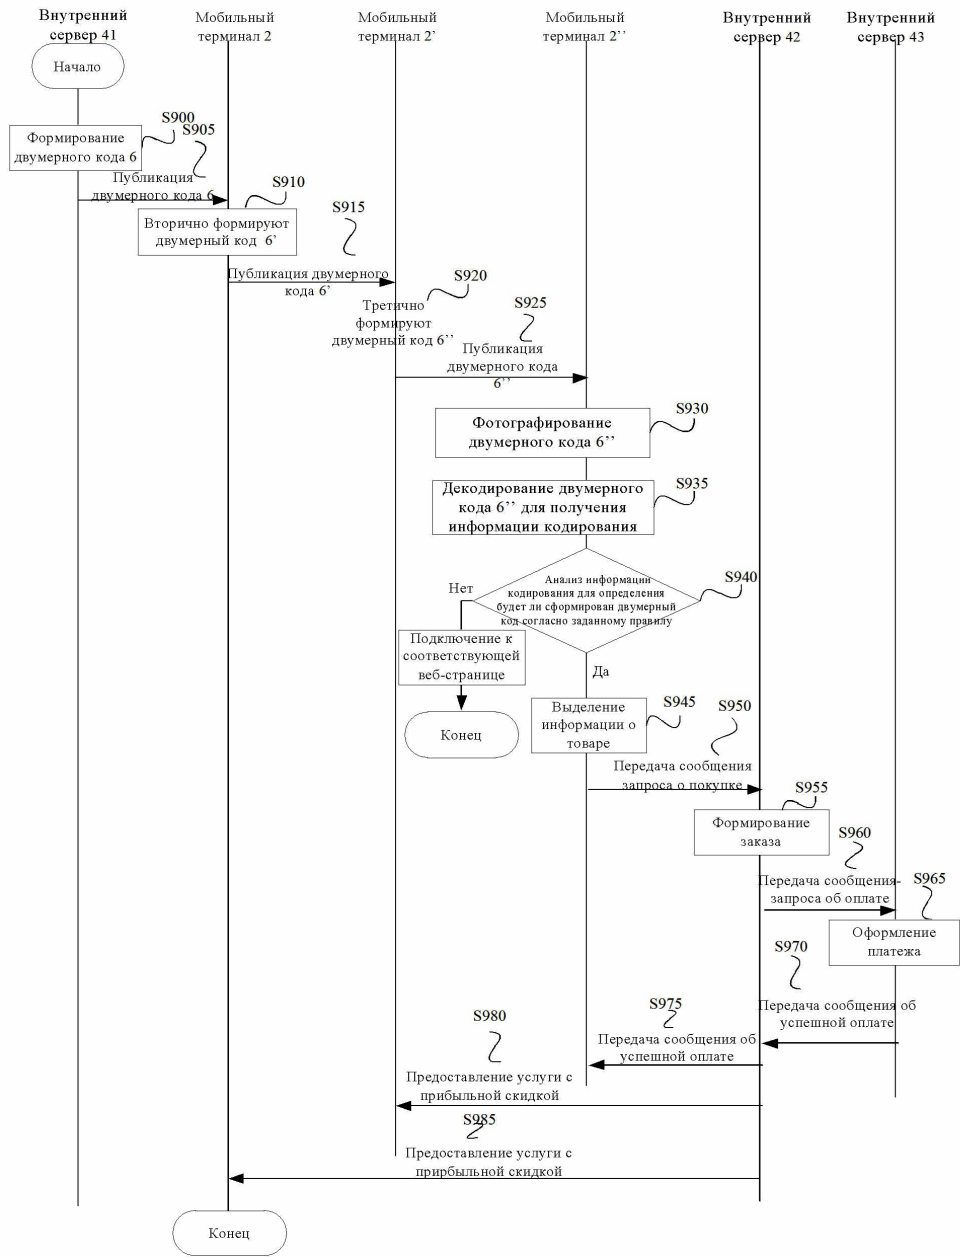 Внутренний
сервер 41
Мобильный
терминал 2
Мобильный
терминал 2'
Мобильный
терминал 2''
Внутренний
сервер 42
Внутренний
сервер 43
Начало
S900
Формирование
двумерного кода 6
S905
Публикация
двумерного кода 6
S910
Вторично формируют
двумерный код 6'
S915
Публикация двумерного
кода 6'
S920
Третично
формируют
двумерный код 6''
S925
Публикация
двумерного кода
6''
S930
Фотографирование
двумерного кода 6''
S935
Декодирование двумерного
кода 6'' для получения
информации кодирования
S940
Анализ информации
кодирования для определения
будет ли сформирован двумерный
код согласно заданному правилу
Нет
Подключение к
соответствующей
веб-странице
Конец
Да
S945
Выделение
информации о
товаре
S950
Передача сообщения
запроса о покупке
S955
Формирование
заказа
S960
Передача сообщения-
запроса об оплате
S965
Оформление
платежа
S970
Передача сообщения об
успешной оплате
S975
Передача сообщения об
успешной оплате
S980
Предоставление услуги с
прибыльной скидкой
S985
Предоставление услуги с
прирбыльной скидкой
Конец